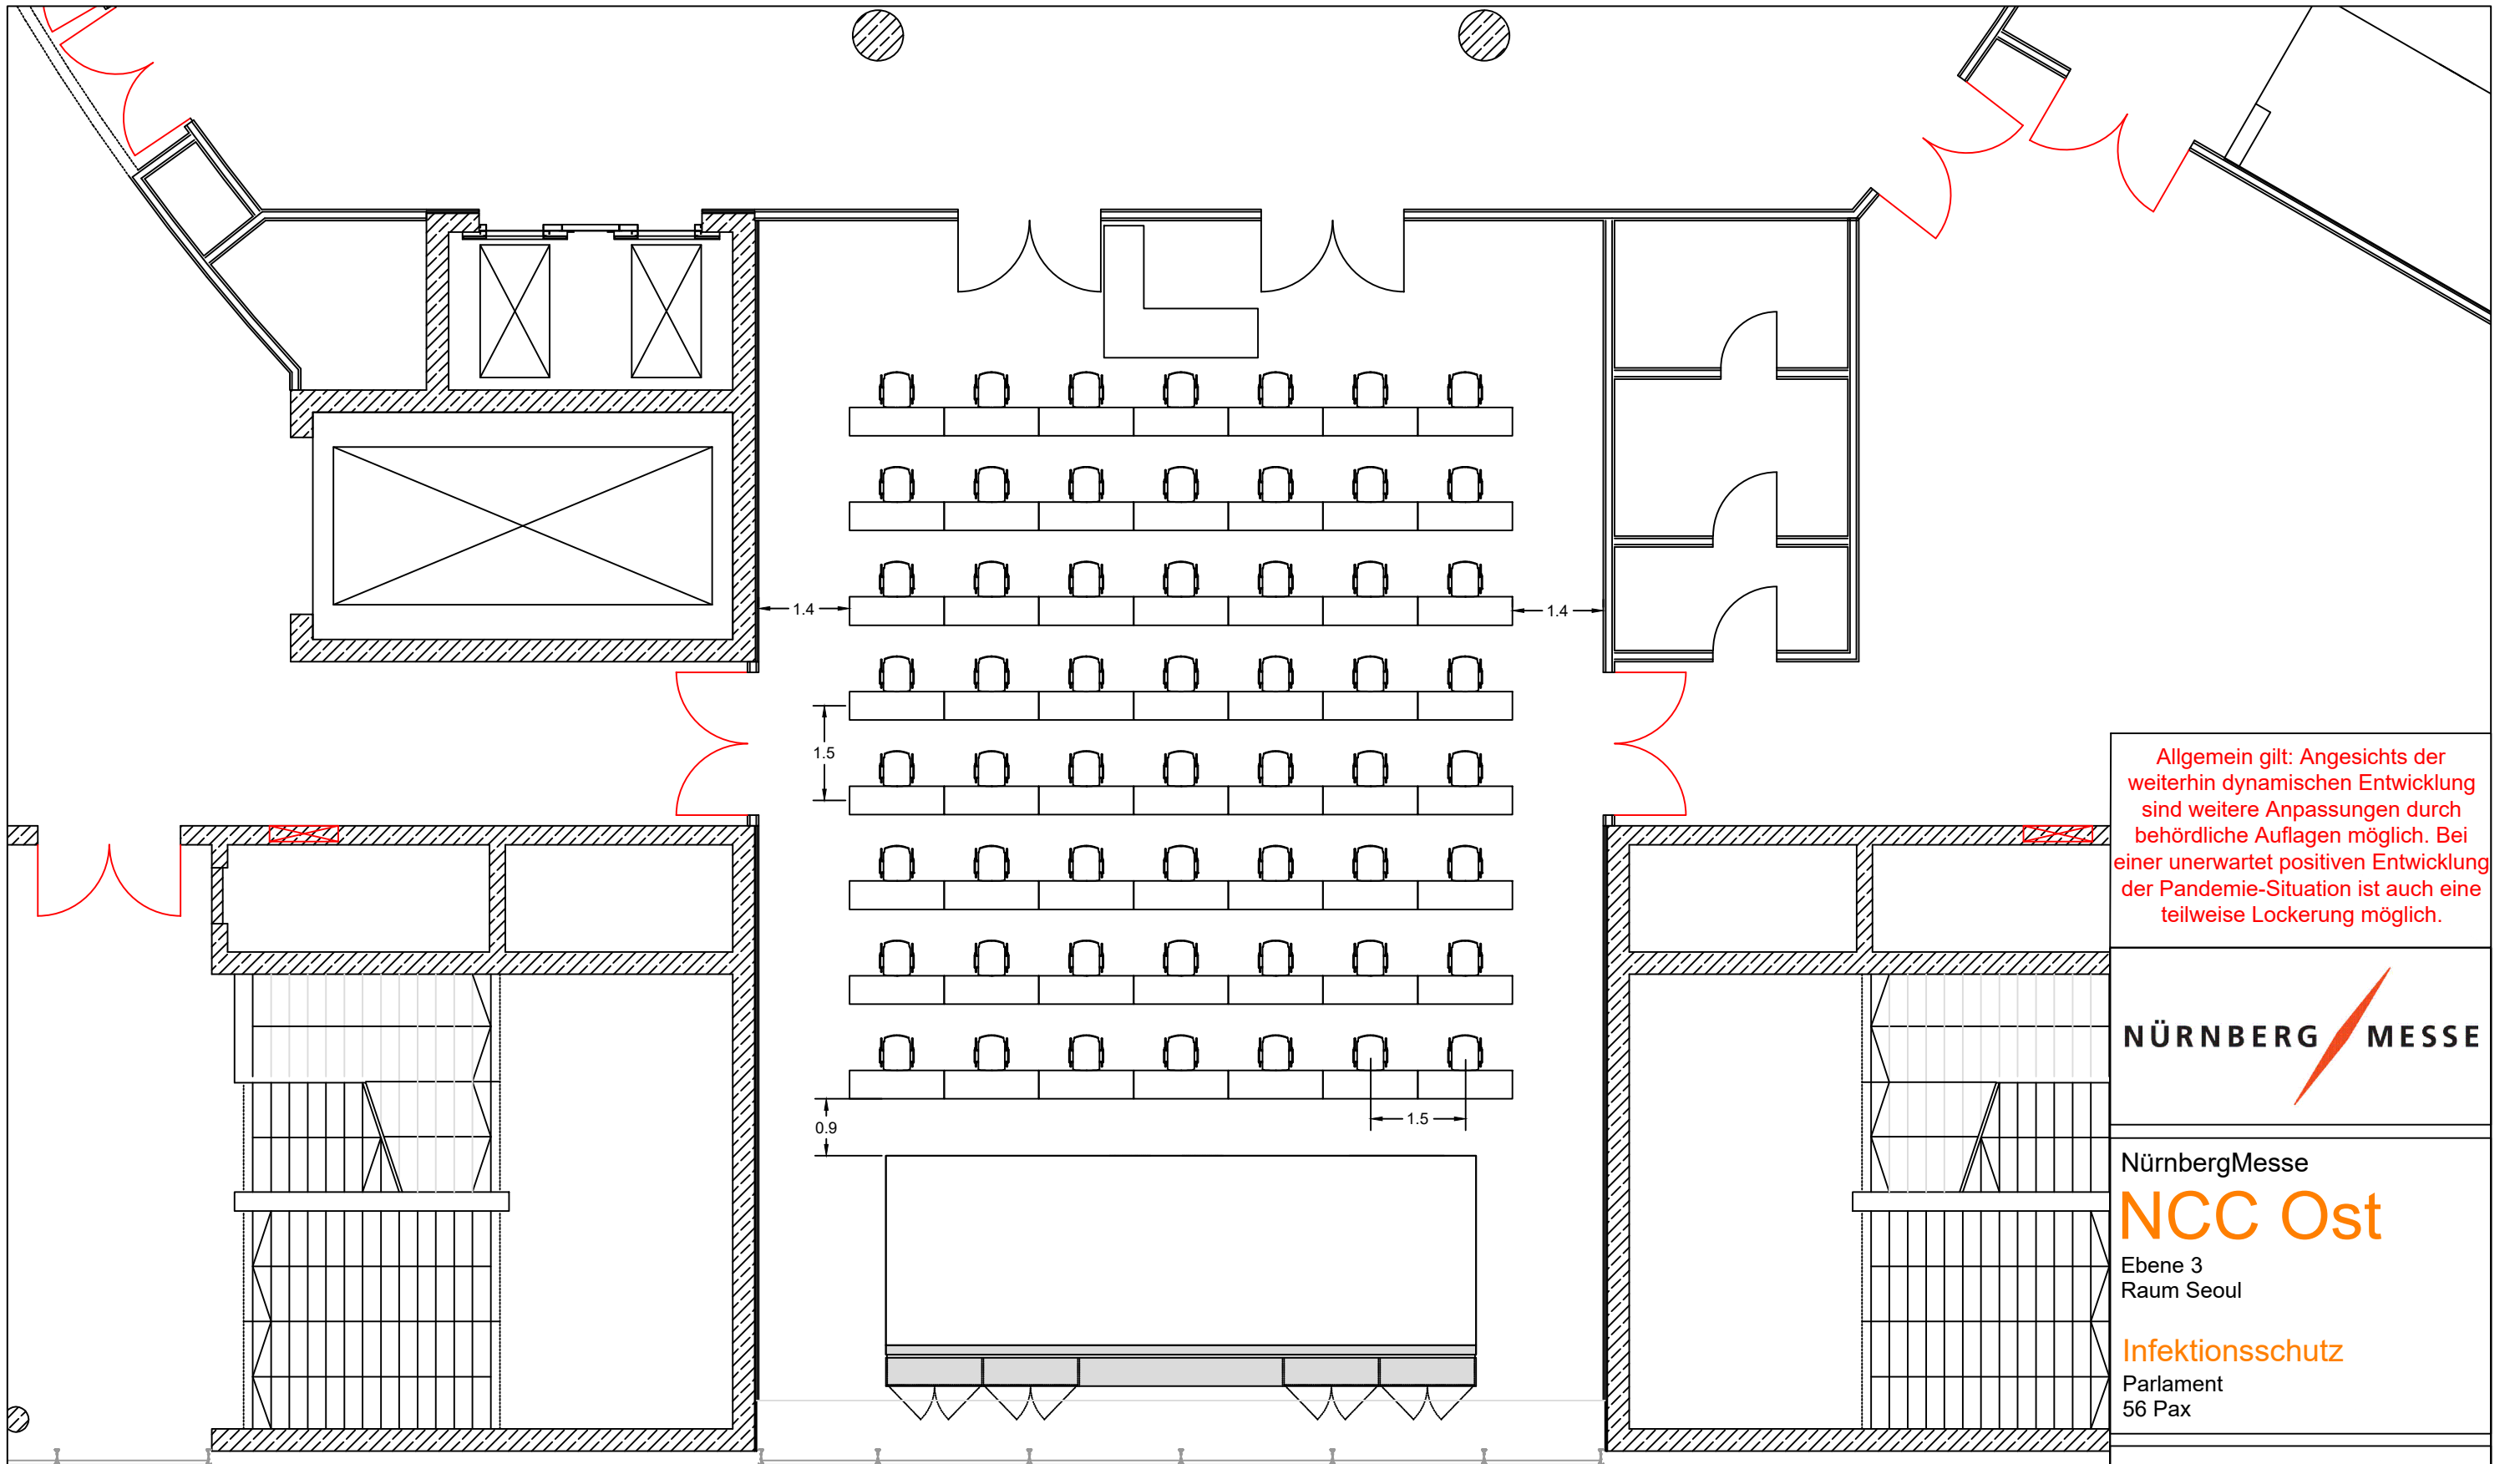 1.4
1.4
1.5
1.5
0.9
Allgemein gilt: Angesichts der
weiterhin dynamischen Entwicklung
sind weitere Anpassungen durch
behördliche Auflagen möglich. Bei
einer unerwartet positiven Entwicklung
der Pandemie-Situation ist auch eine
teilweise Lockerung möglich.
NÜRNBERG MESSE
NürnbergMesse
NCC Ost
Ebene 3
Raum Seoul
Infektionsschutz
Parlament
56 Pax